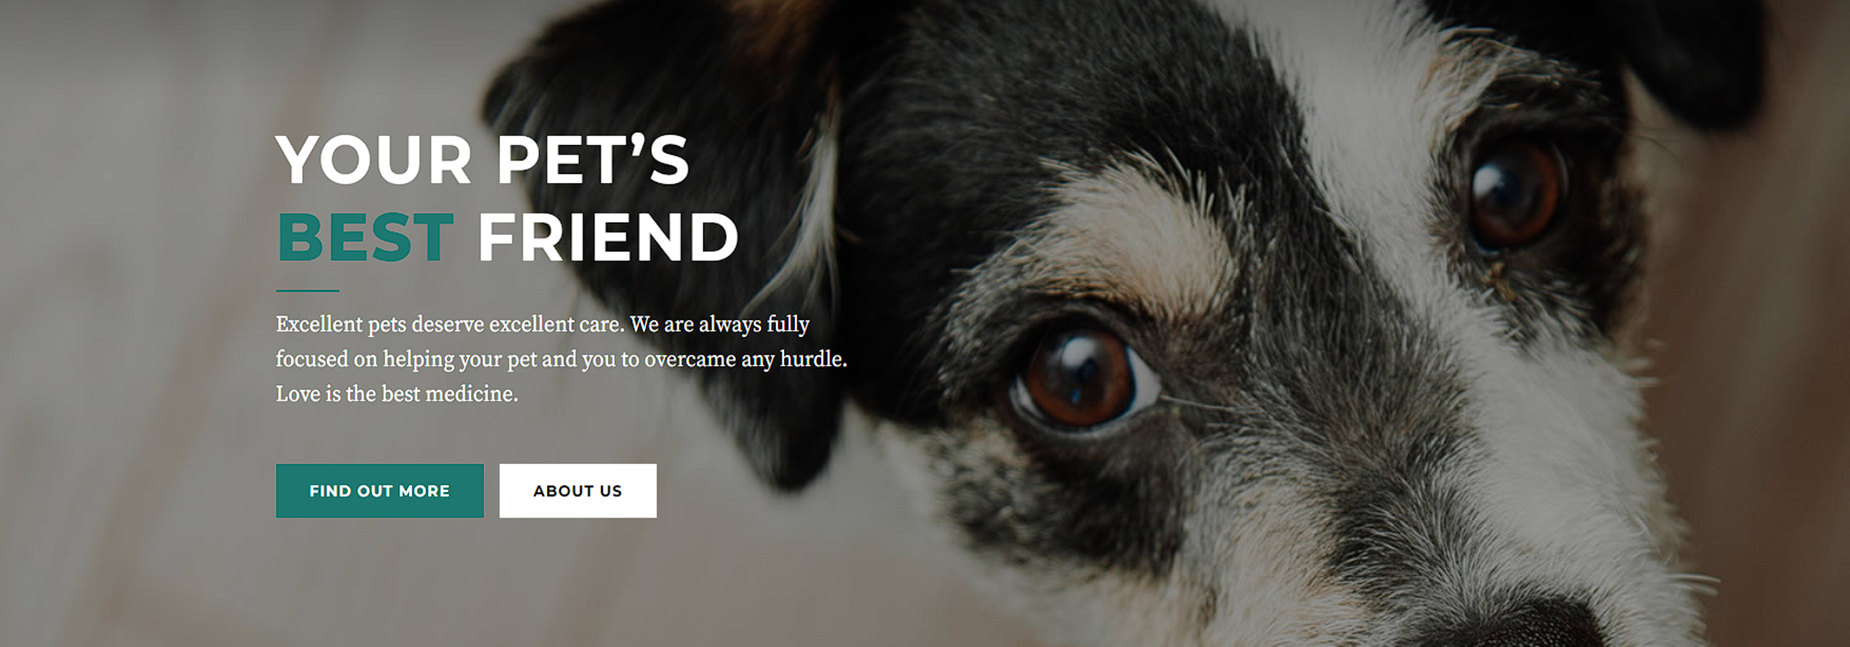 YOUR PET’S
BEST FRIEND
Excellent pets deserve excellent care. We are always fully
focused on helping your pet and you to overcame any hurdle.
Love is the best medicine.
FIND OUT MORE
ABOUT US